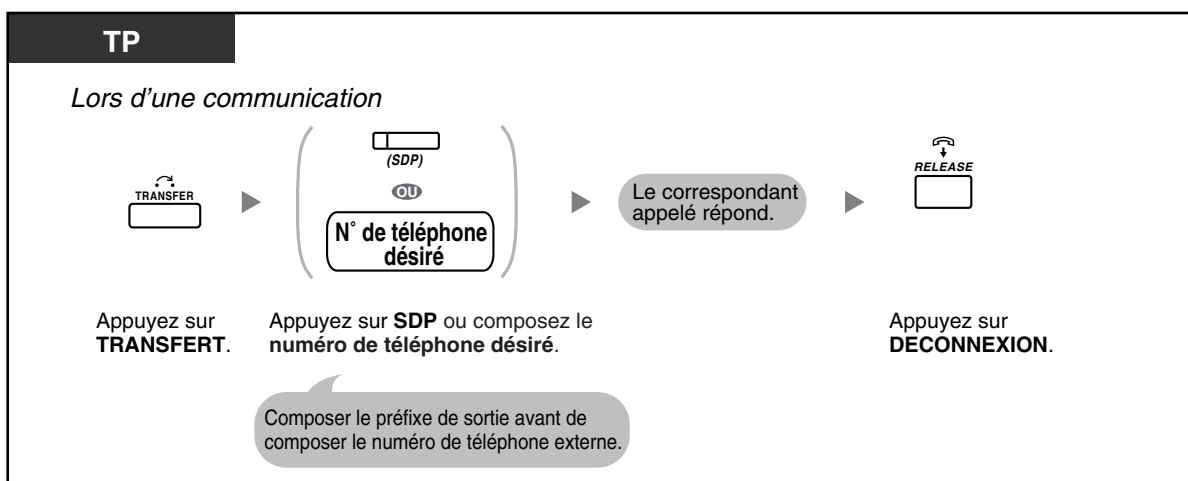 TP
Lors d'une communication
TRANSFER
(SDP)
OU
N° de téléphone
désiré
Le correspondant
appelé répond.
RELEASE
Appuyez sur
TRANSFERT.
Appuyez sur SDP ou composez le
numéro de téléphone désiré.
Appuyez sur
DECONNEXION.
Composer le préfixe de sortie avant de
composer le numéro de téléphone externe.